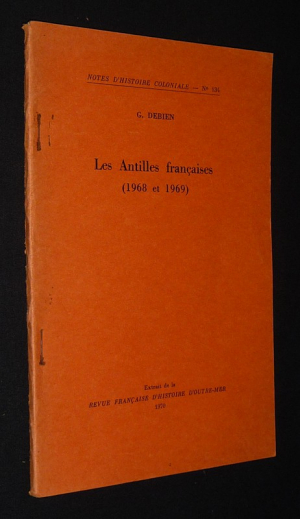 NOTES D'HISTOIRE COLONIALE — Nº
G. DEBIEN
Les Antilles françaises
(1968 et 1969)
Extrait de la
REVUE FRANÇAISE D'HISTOIRE D'OUTRE-MER
1970